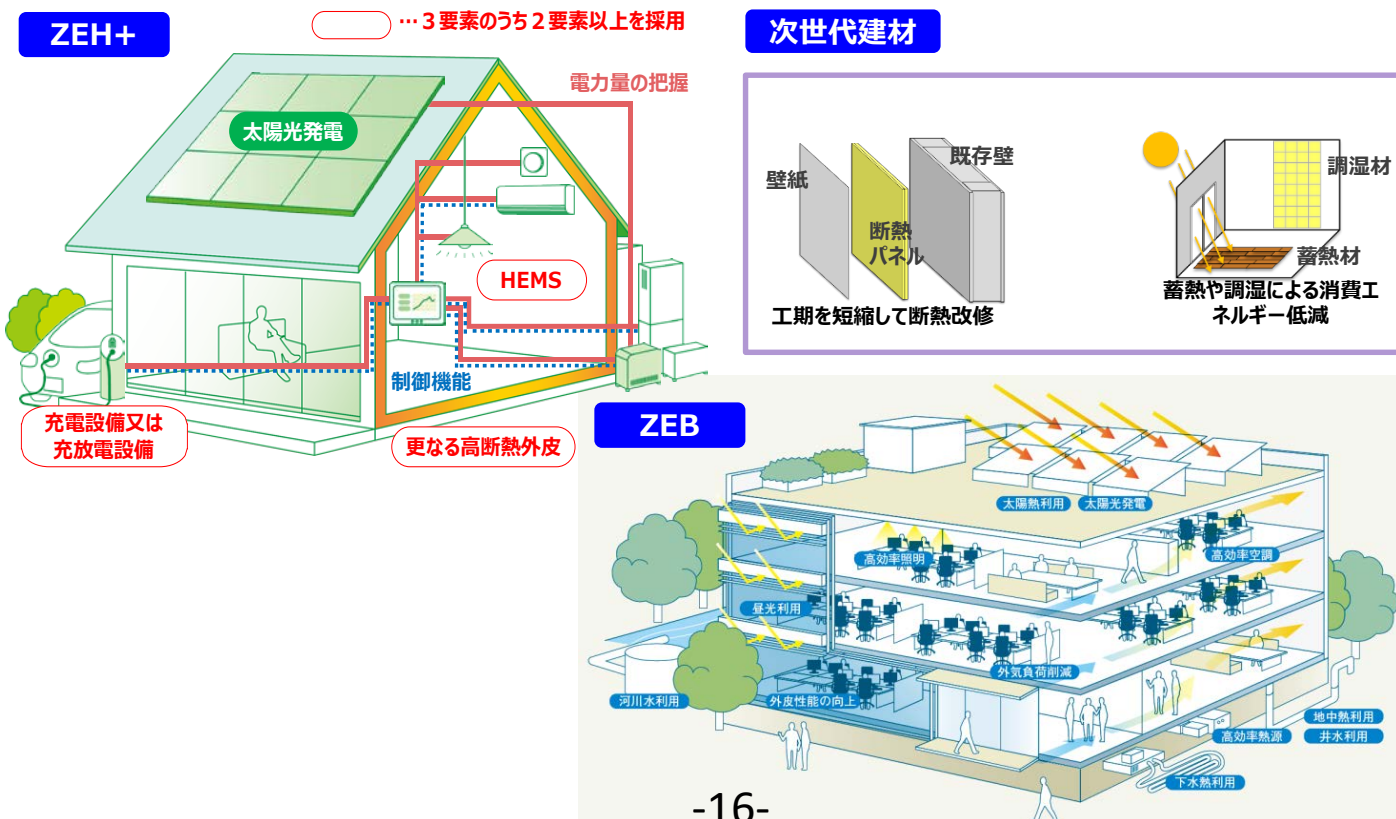 ZEH+
…３要素のうち２要素以上を採用
電力量の把握
太陽光発電
HEMS
制御機能
充電設備又は
充放電設備
更なる高断熱外皮
次世代建材
壁紙
断熱
パネル
既存壁
工期を短縮して断熱改修
調湿材
蓄熱材
蓄熱や調湿による消費エ
ネルギー低減
ZEB
太陽熱利用
太陽光発電
高効率照明
高効率空調
昼光利用
外気負荷削減
河川水利用
外皮性能の向上
地中熱利用
高効率熱源
井水利用
下水熱利用
-16-